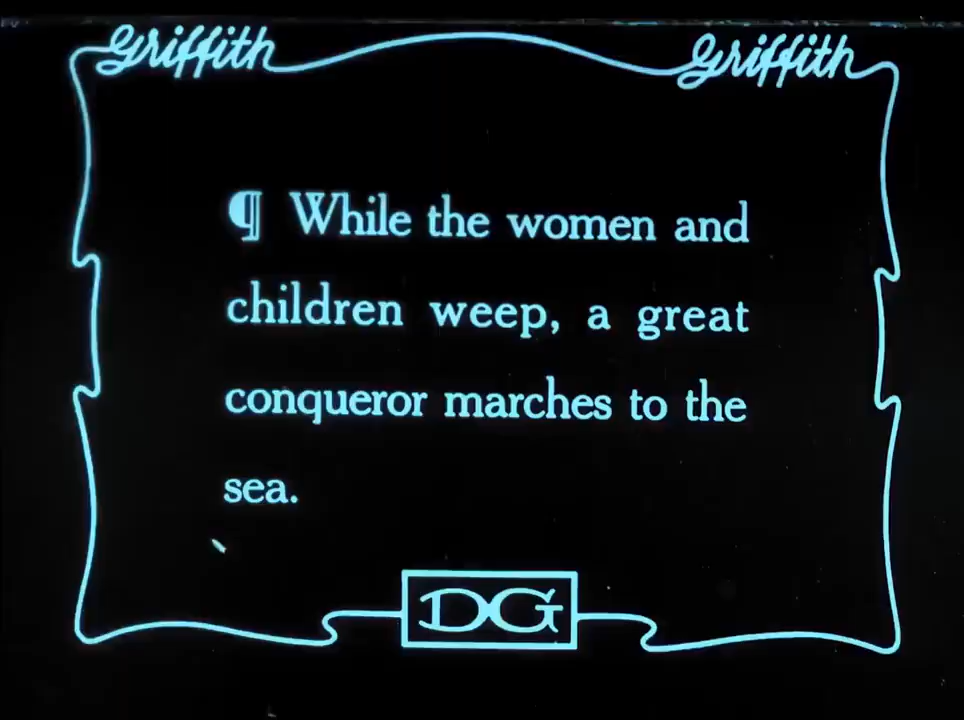 Griffith Griffith
¶ While the women and
children weep, a great
conqueror marches to the
sea.
DG